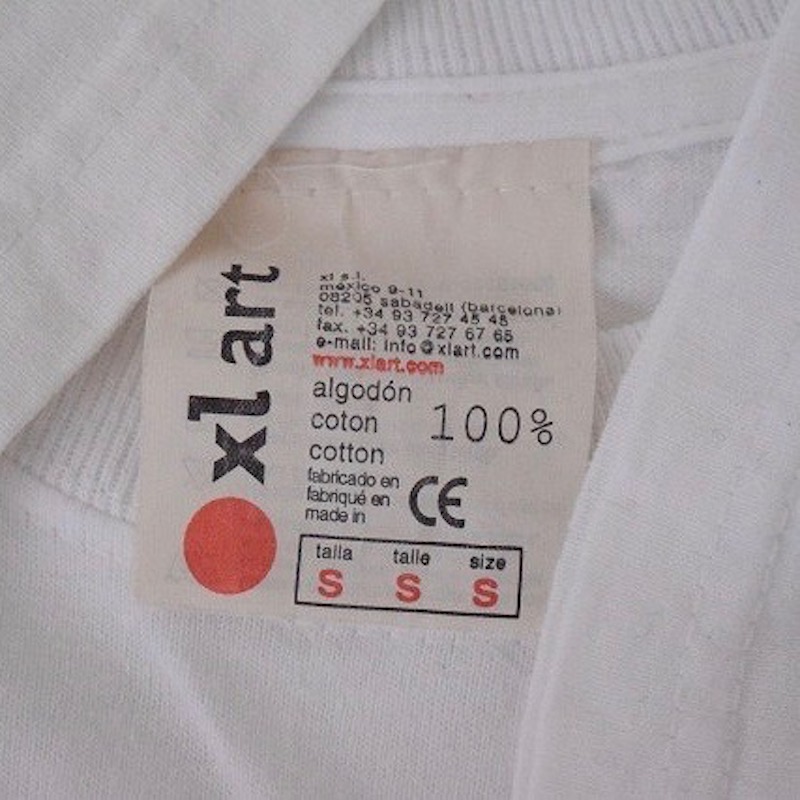 xl art
xl s.l.
méxico 9-11
08205 sabadell (barcelona)
tel. +34 93 727 45 45
fax. +34 93 727 67 65
e-mail: info@xlart.com
www.xlart.com
algodón
coton 100%
cotton
fabricado en
fabriqué en CE
made in
talla talle size
S S S